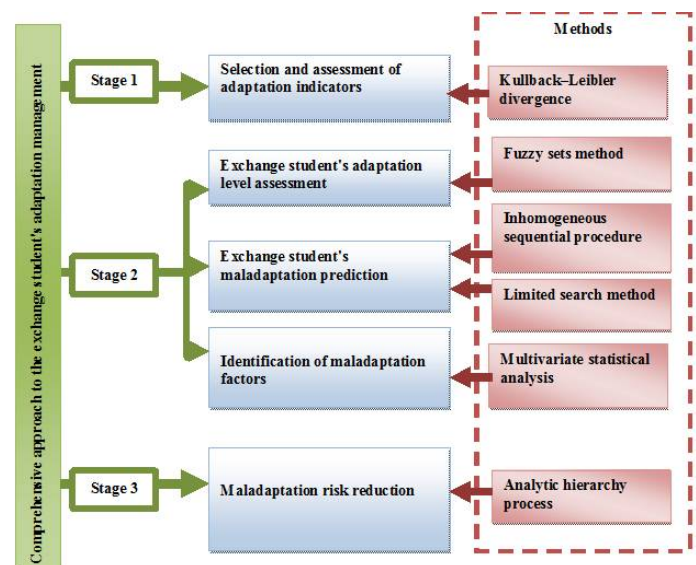 Comprehensive approach to the exchange student's adaptation management
Methods
Stage 1
Selection and assessment of
adaptation indicators
Kullback–Leibler
divergence
Stage 2
Exchange student's adaptation
level assessment
Fuzzy sets method
Exchange student's
maladaptation prediction
Inhomogeneous
sequential procedure
Limited search method
Identification of maladaptation
factors
Multivariate statistical
analysis
Stage 3
Maladaptation risk reduction
Analytic hierarchy
process